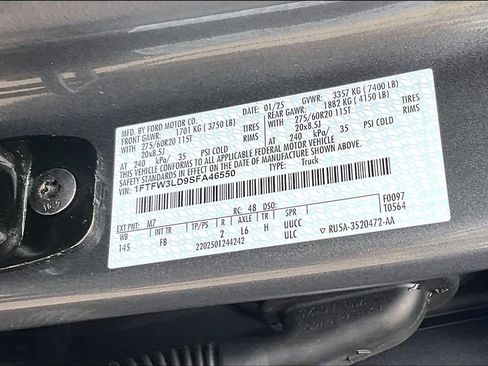 MFD. BY FORD MOTOR CO.
DATE: 01/25 GVWR: 3357 KG ( 7400 LB)
FRONT GAWR: 1701 KG ( 3750 LB) REAR GAWR: 1882 KG ( 4150 LB)
275/60R20 115T TIRES 275/60R20 115T TIRES
20x8.5J RIMS 20x8.5J RIMS
AT 240 kPa/ 35 PSI COLD AT 240 kPa/ 35 PSI COLD
THIS VEHICLE CONFORMS TO ALL APPLICABLE FEDERAL MOTOR VEHICLE
SAFETY STANDARDS IN EFFECT ON THE DATE OF MANUFACTURE SHOWN ABOVE.
1FTFW3LD9SFA46550 TYPE: Truck
EXT PNT: M7 RC: 48 DSO: F0097
WB INT TR TP/PS R AXLE TR SPR T0564
145 FB 2 L6 H UUCC
2202501244242 ULC RU5A-3520472-AA